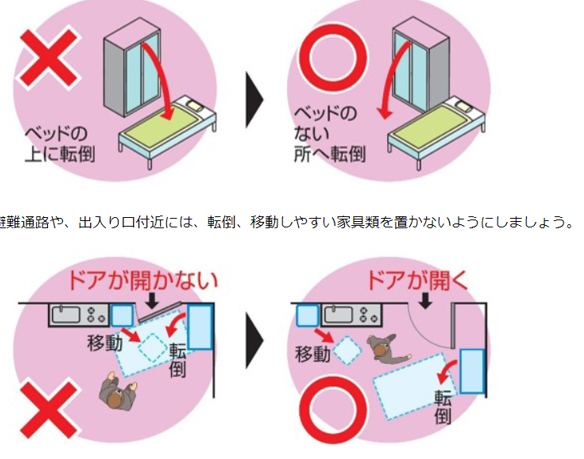 ベッドの
上に転倒
ベッドの
ない
所へ転倒
避難通路や、出入り口付近には、転倒、移動しやすい家具類を置かないようにしましょう。
ドアが開かない
移動
転倒
ドアが開く
移動
転倒